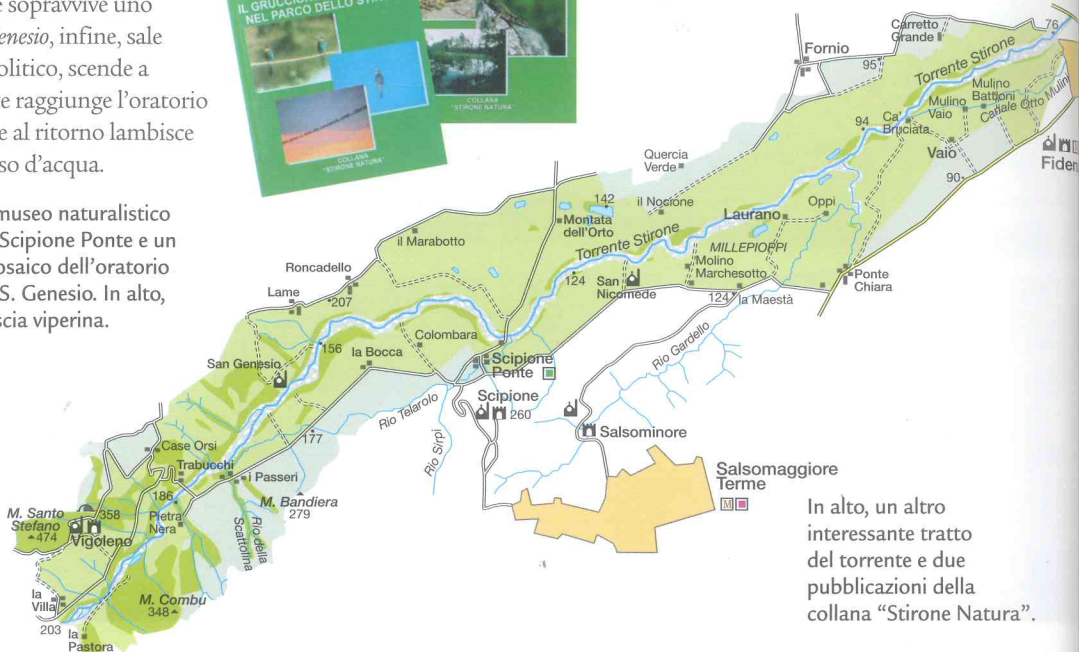 e sopravvive uno
enesio, infine, sale
olitico, scende a
te raggiunge l'oratorio
e al ritorno lambisce
so d'acqua.
museo naturalistico
Scipione Ponte e un
osaico dell'oratorio
S. Genesio. In alto,
scia viperina.
IL GRUCCIO
NEL PARCO DELLO STI
COLLANA
"STIRONE NATURA"
COLLANA
"STIRONE NATURA"
Carretto
Grande
76
Fornio
95
Torrente Stirone
Mulino
Battioni
Mulino
Vaio
Canale Otto Mulini
Ca'
Bruciata
94
Vaio
90
Fiden
Quercia
Verde
142
il Nocione
Montata
dell'Orto
Laurano
Oppi
Torrente Stirone
MILLEPIOPPI
il Marabotto
Molino
Marchesotto
Roncadello
124
San
Nicomede
Ponte
Chiara
Lame
207
124
la Maestà
Colombara
156
la Bocca
San Genesio
Scipione
Ponte
Rio Gardello
Scipione
260
Rio Telarolo
Rio Sirpi
Salsominore
177
Case Orsi
Trabucchi
i Passeri
Salsomaggiore
Terme
M
186
M. Bandiera
279
M. Santo
Stefano
474
358
Vigoleno
Pietra
Nera
Rio della
Scattolina
la
Villa
M. Combu
348
203
la
Pastora
In alto, un altro
interessante tratto
del torrente e due
pubblicazioni della
collana "Stirone Natura".